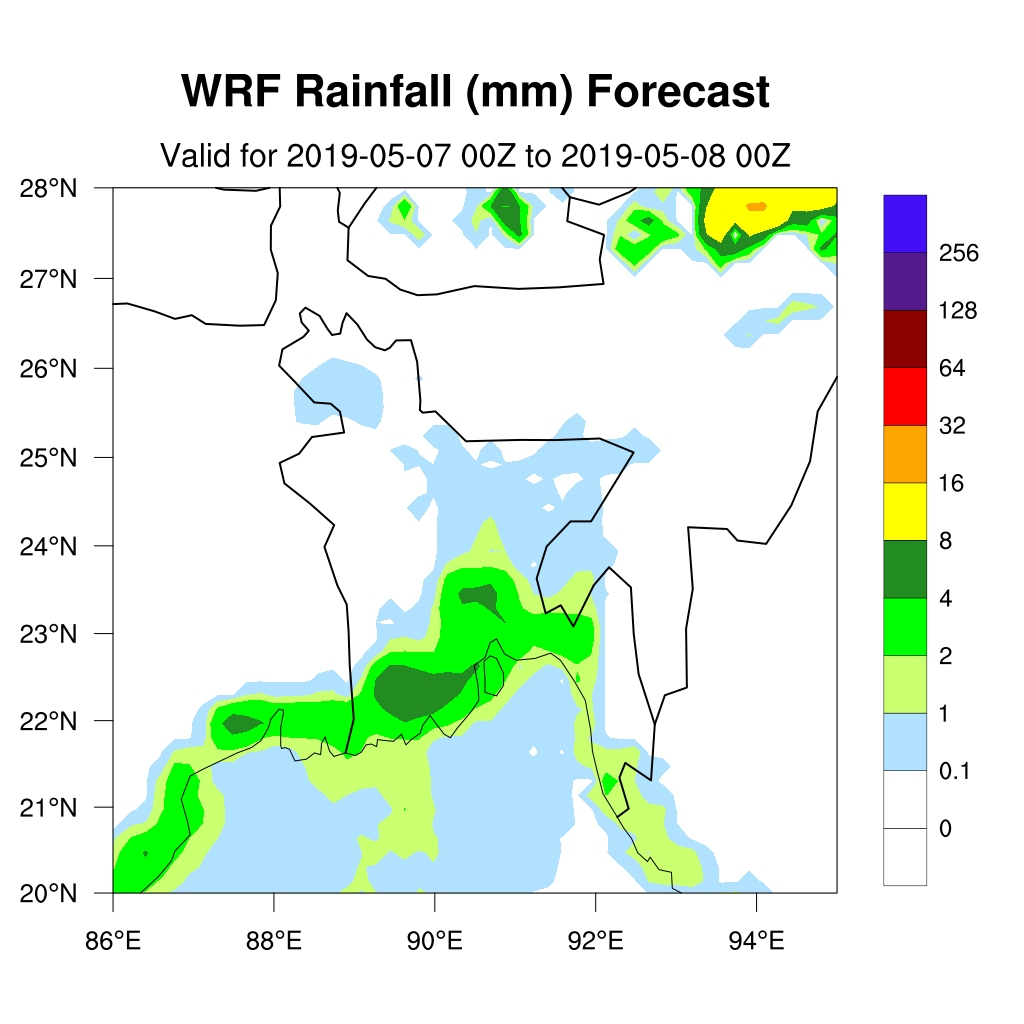 WRF Rainfall (mm) Forecast
Valid for 2019-05-07 00Z to 2019-05-08 00Z
28°N
27°N
26°N
25°N
24°N
23°N
22°N
21°N
20°N
86°E 88°E 90°E 92°E 94°E
256
128
64
32
16
8
4
2
1
0.1
0